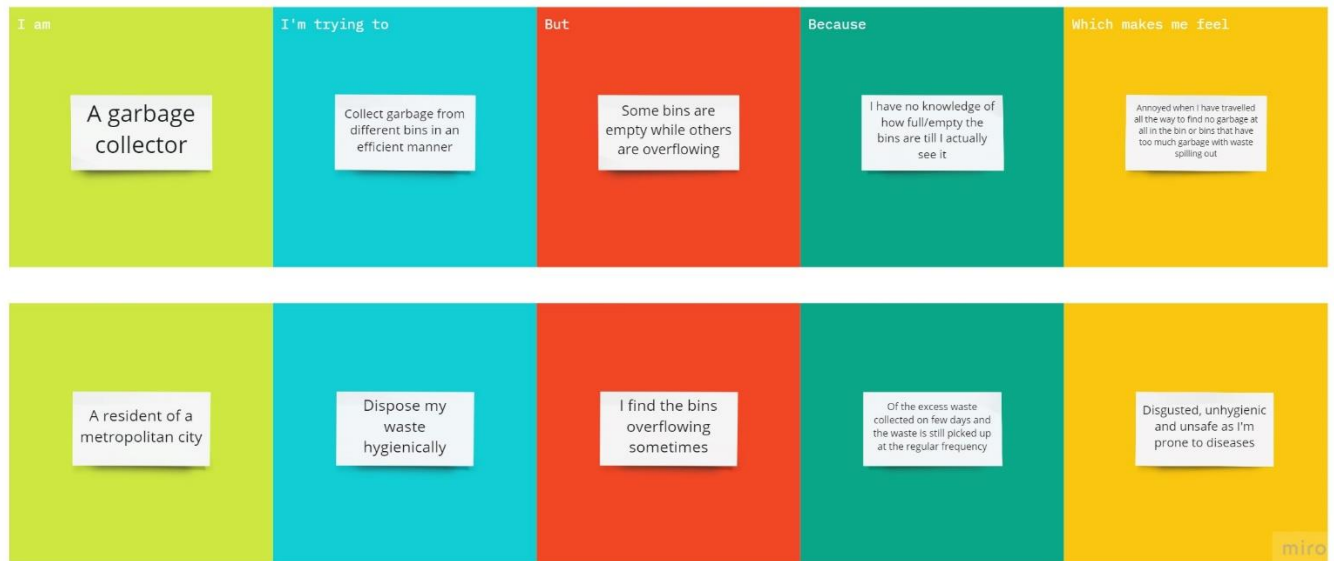 I am
I'm trying to
But
Because
Which makes me feel
A garbage
collector
Collect garbage from
different bins in an
efficient manner
Some bins are
empty while others
are overflowing
I have no knowledge of
how full/empty the
bins are till I actually
see it
Annoyed when I have travelled
all the way to find no garbage at
all in the bin or bins that have
too much garbage with waste
spilling out
A resident of a
metropolitan city
Dispose my
waste
hygienically
I find the bins
overflowing
sometimes
Of the excess waste
collected on few days and
the waste is still picked up
at the regular frequency
Disgusted, unhygienic
and unsafe as I'm
prone to diseases
miro